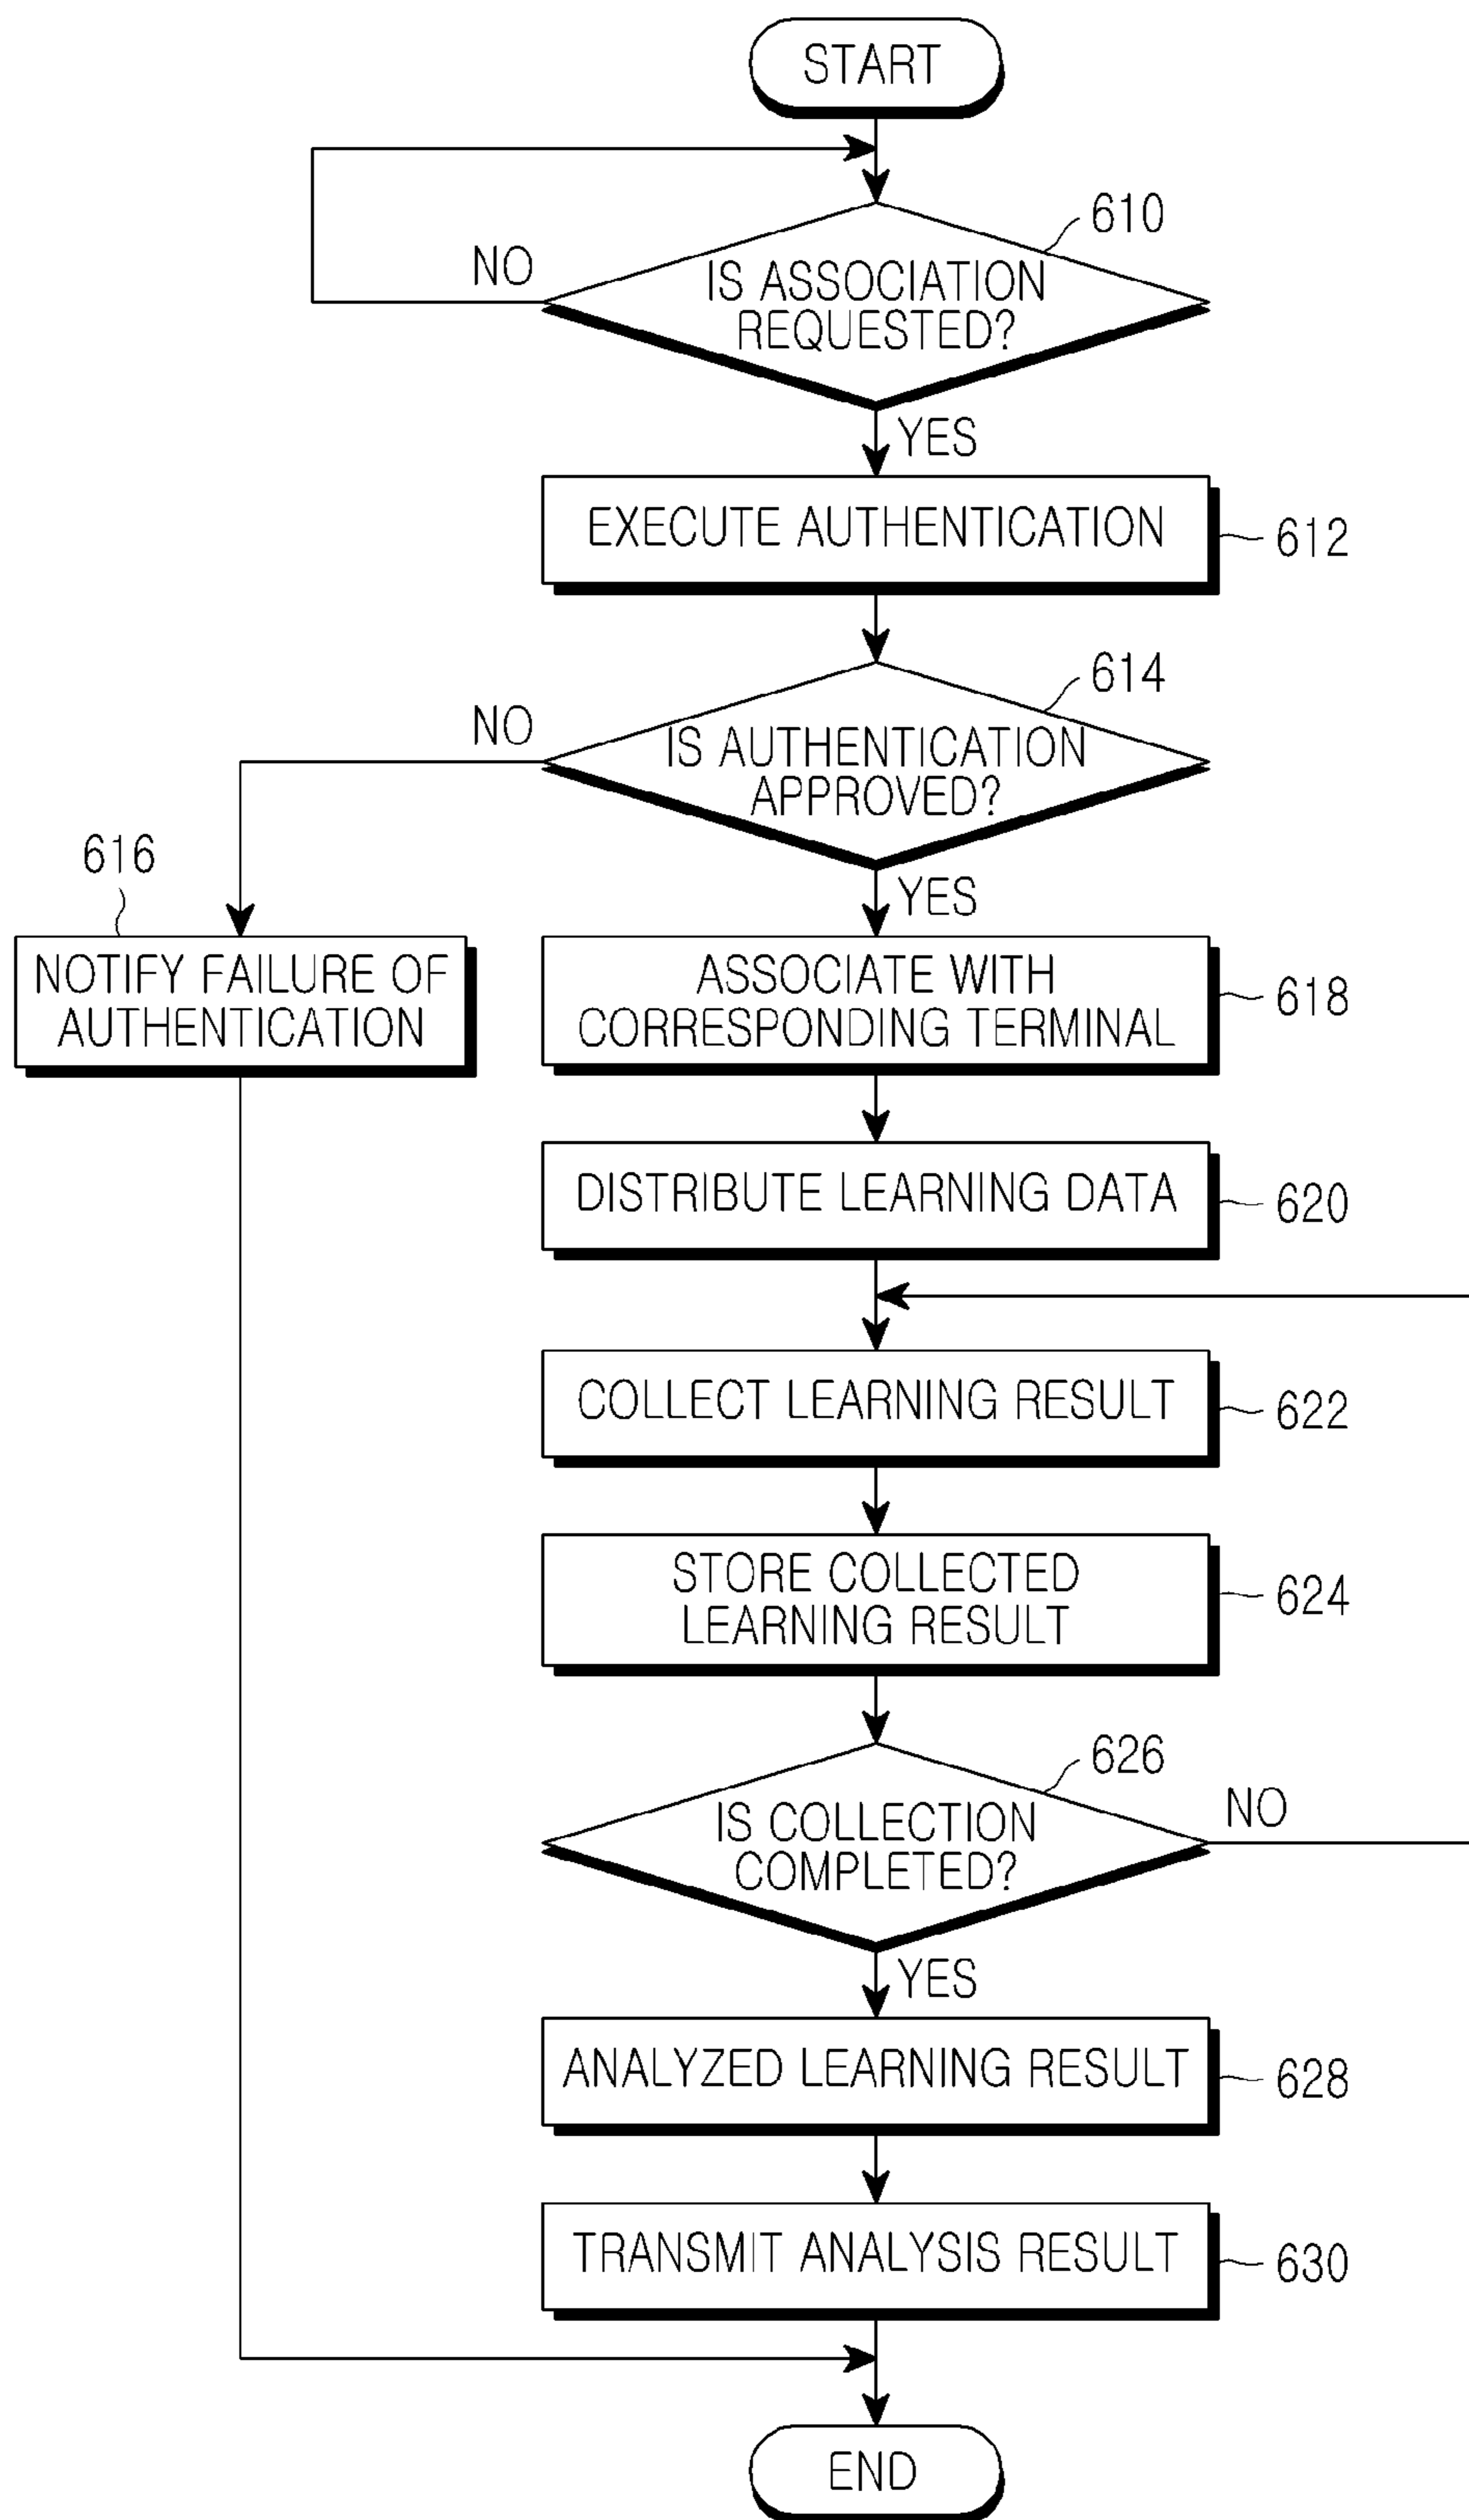 START
610
NO
IS ASSOCIATION
REQUESTED?
YES
EXECUTE AUTHENTICATION
612
614
NO
IS AUTHENTICATION
APPROVED?
616
YES
NOTIFY FAILURE OF
AUTHENTICATION
ASSOCIATE WITH
CORRESPONDING TERMINAL
618
DISTRIBUTE LEARNING DATA
620
COLLECT LEARNING RESULT
622
STORE COLLECTED
LEARNING RESULT
624
626
NO
IS COLLECTION
COMPLETED?
YES
ANALYZED LEARNING RESULT
628
TRANSMIT ANALYSIS RESULT
630
END